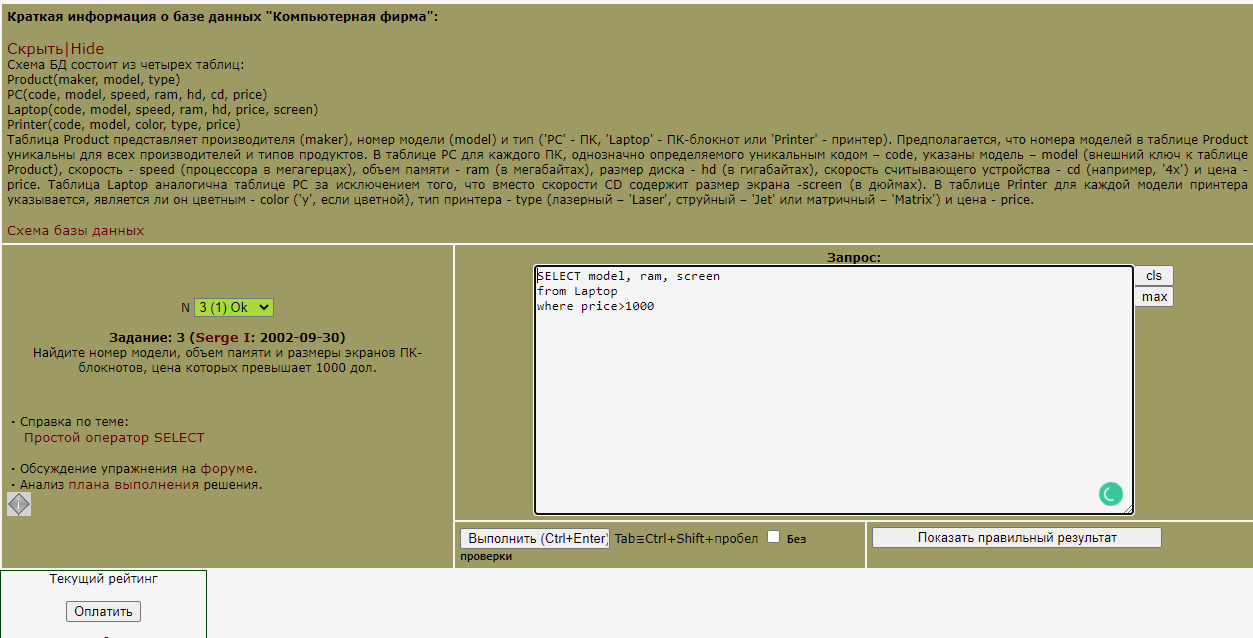 Краткая информация о базе данных "Компьютерная фирма":
Скрыть|Hide
Схема БД состоит из четырех таблиц:
Product(maker, model, type)
PC(code, model, speed, ram, hd, cd, price)
Laptop(code, model, speed, ram, hd, price, screen)
Printer(code, model, color, type, price)
Таблица Product представляет производителя (maker), номер модели (model) и тип ('PC' - ПК, 'Laptop' - ПК-блокнот или 'Printer' - принтер). Предполагается, что номера моделей в таблице Product
уникальны для всех производителей и типов продуктов. В таблице PC для каждого ПК, однозначно определяемого уникальным кодом – code, указаны модель – model (внешний ключ к таблице
Product), скорость - speed (процессора в мегагерцах), объем памяти - ram (в мегабайтах), размер диска - hd (в гигабайтах), скорость считывающего устройства - cd (например, '4x') и цена -
price. Таблица Laptop аналогична таблице РС за исключением того, что вместо скорости CD содержит размер экрана -screen (в дюймах). В таблице Printer для каждой модели принтера
указывается, является ли он цветным - color ('y', если цветной), тип принтера - type (лазерный – 'Laser', струйный – 'Jet' или матричный – 'Matrix') и цена - price.
Схема базы данных
N 3 (1) Ok
Задание: 3 (Serge I: 2002-09-30)
Найдите номер модели, объем памяти и размеры экранов ПК-
блокнотов, цена которых превышает 1000 дол.
· Справка по теме:
Простой оператор SELECT
· Обсуждение упражнения на форуме.
· Анализ плана выполнения решения.
i
Запрос:
SELECT model, ram, screen
from Laptop
where price>1000
cls
max
Выполнить (Ctrl+Enter) Tab≡Ctrl+Shift+пробел Без
проверки
Показать правильный результат
Текущий рейтинг
Оплатить